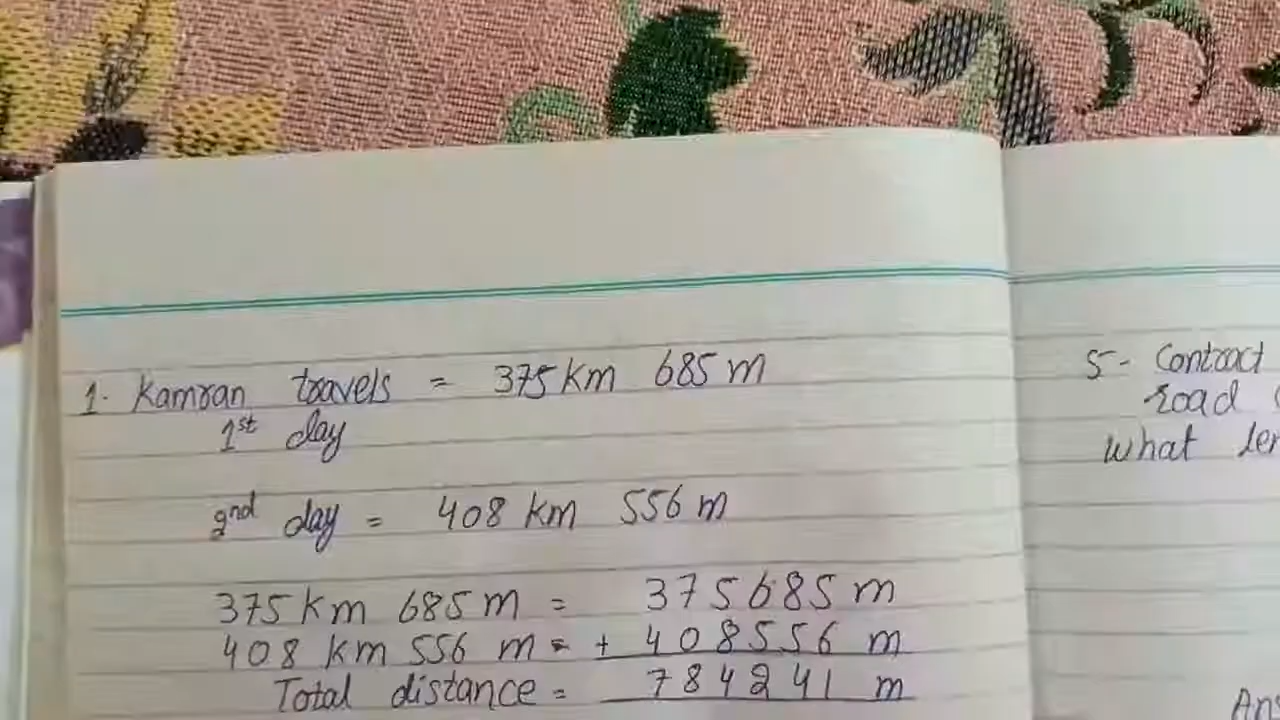 1. Kamran travels = 375 km 685 m
1st day
2nd day = 408 km 556 m
375 km 685 m = 375685 m
408 km 556 m = + 408556 m
Total distance = 784241 m
5- Contract
road
what
Ans